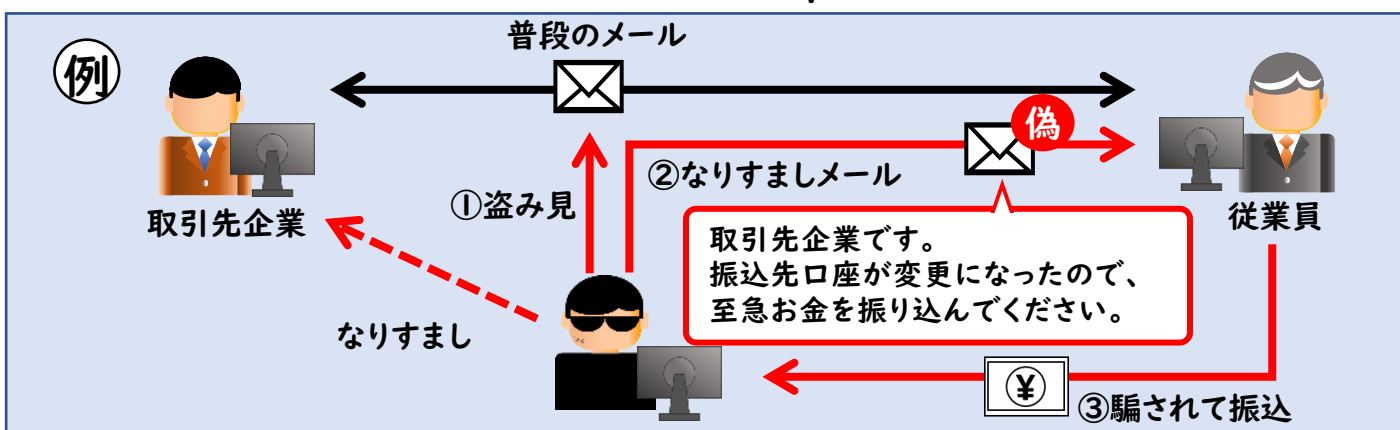 例
普段のメール
偽
②なりすましメール
①盗み見
取引先企業
従業員
取引先企業です。
振込先口座が変更になったので、
至急お金を振り込んでください。
なりすまし
¥
③騙されて振込